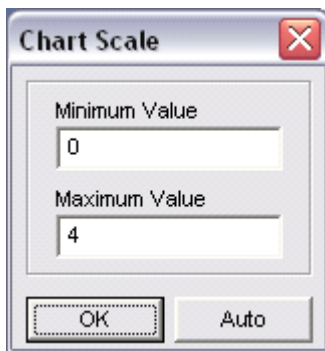 Chart Scale
Minimum Value
0
Maximum Value
4
OK Auto